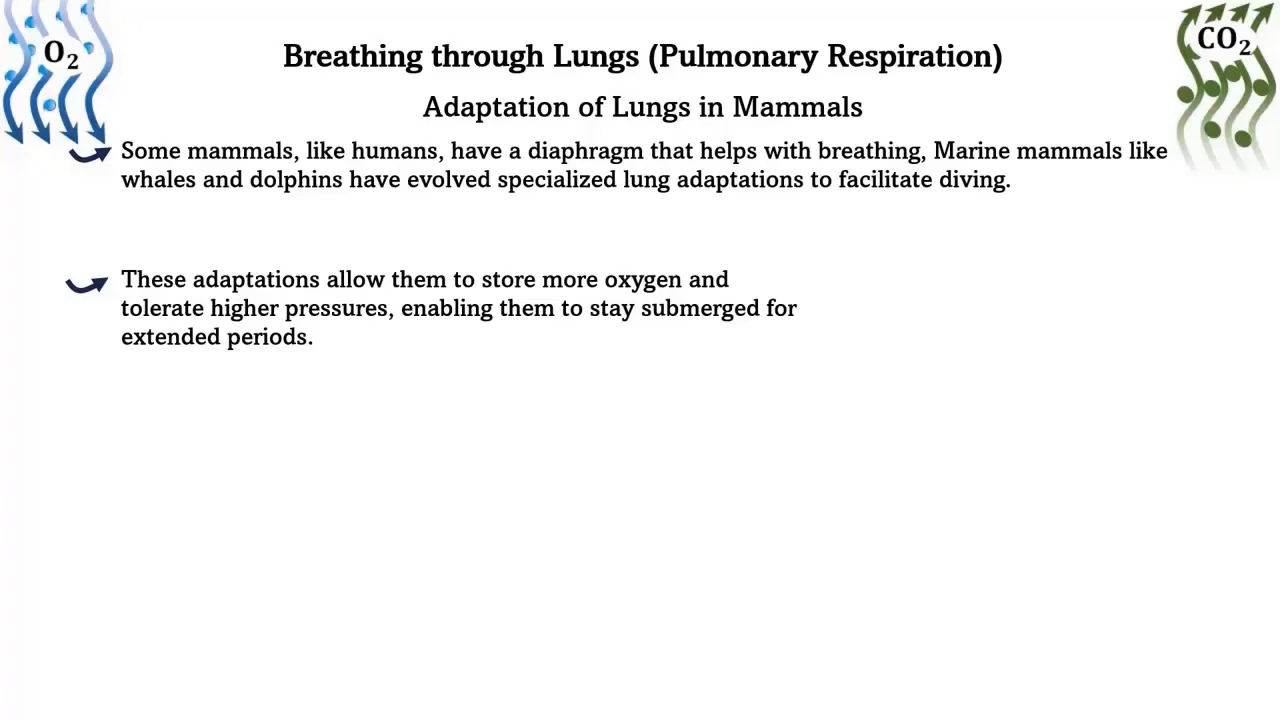 O₂
CO₂
Breathing through Lungs (Pulmonary Respiration)
Adaptation of Lungs in Mammals
Some mammals, like humans, have a diaphragm that helps with breathing, Marine mammals like
whales and dolphins have evolved specialized lung adaptations to facilitate diving.
These adaptations allow them to store more oxygen and
tolerate higher pressures, enabling them to stay submerged for
extended periods.